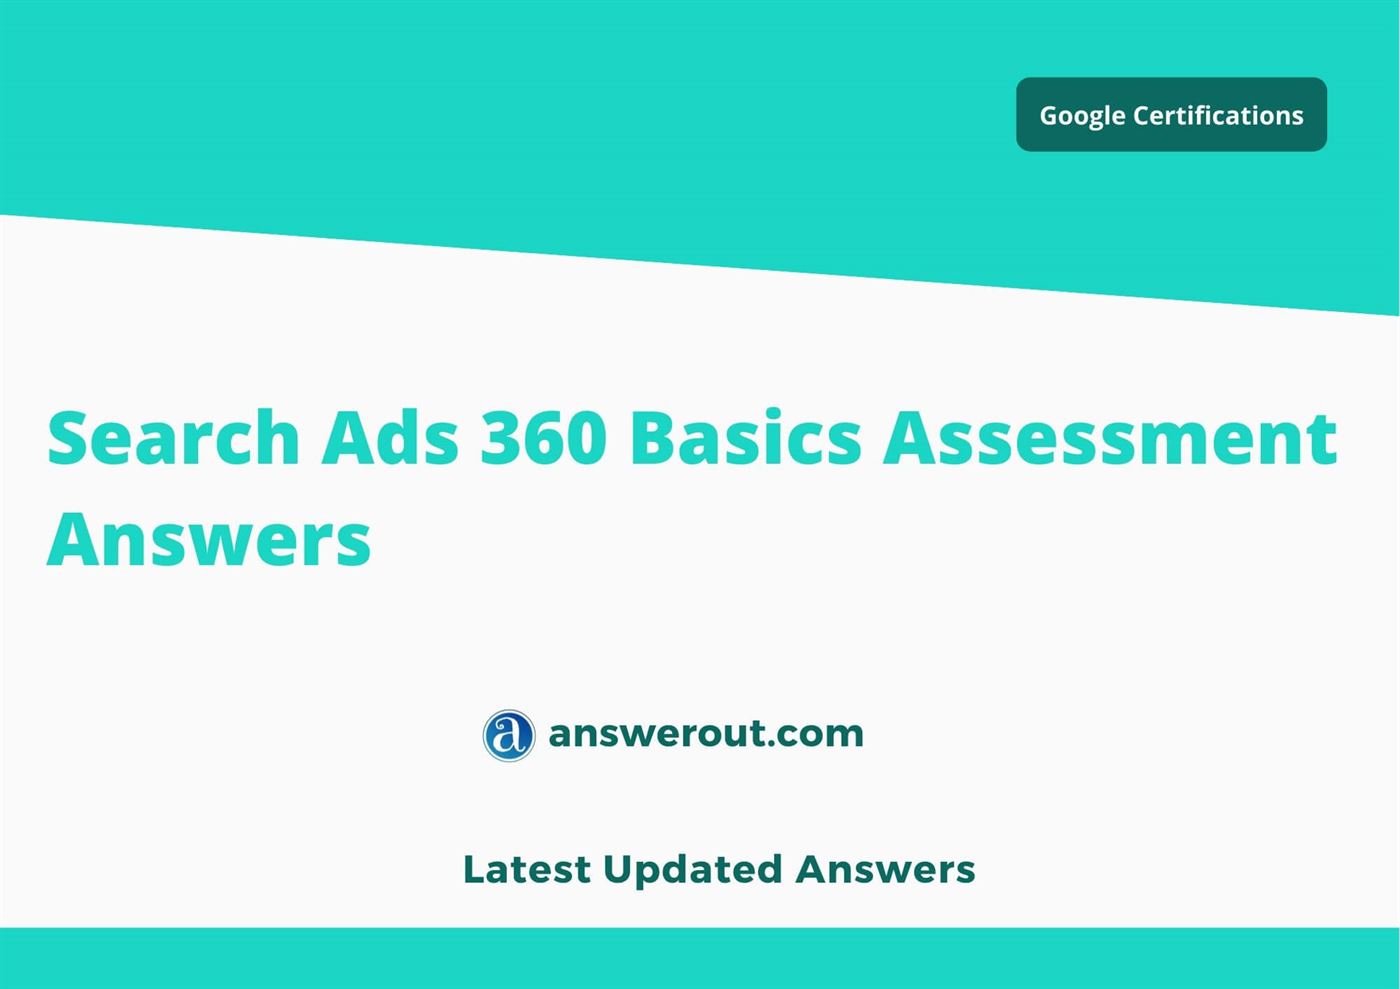 Google Certifications
Search Ads 360 Basics Assessment
Answers
a answerout.com
Latest Updated Answers